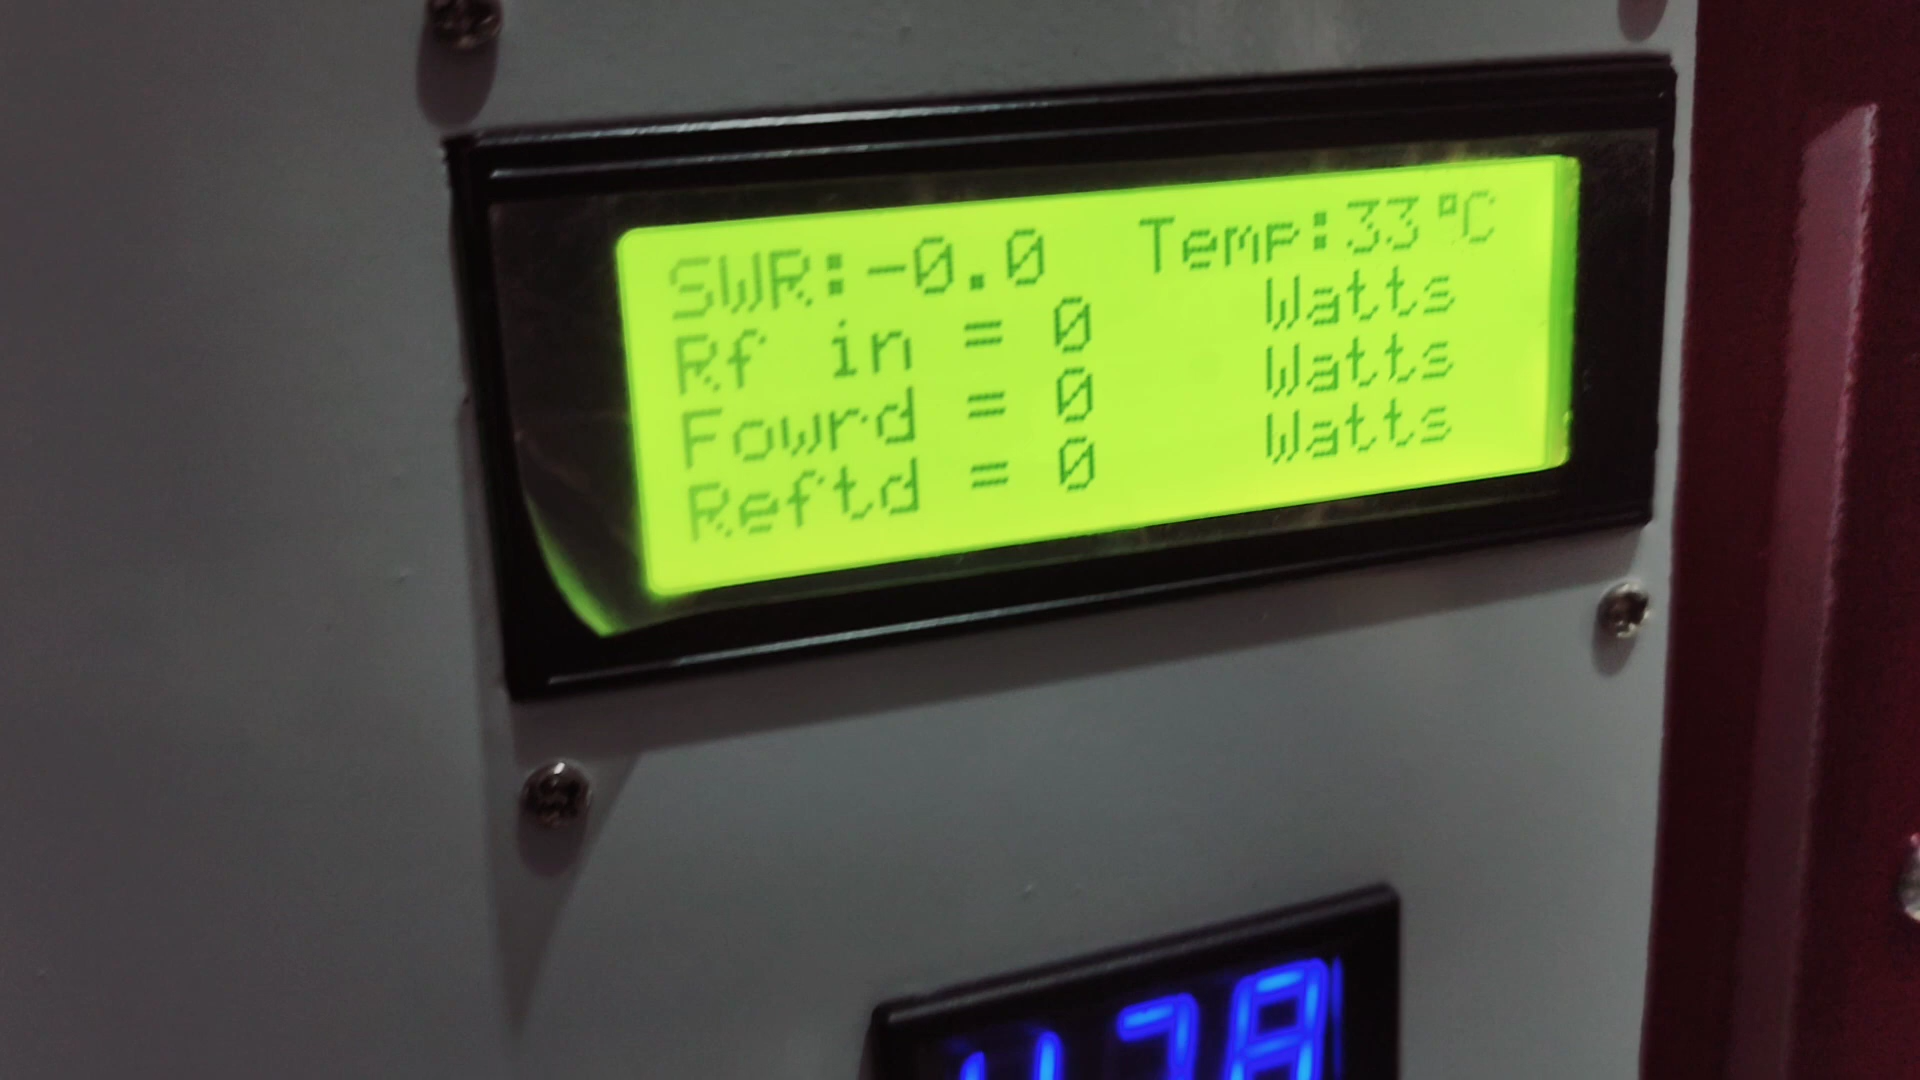 SWR:-0.0 Temp:33°C
Rf in = 0 Watts
Fowrd = 0 Watts
Reftd = 0 Watts